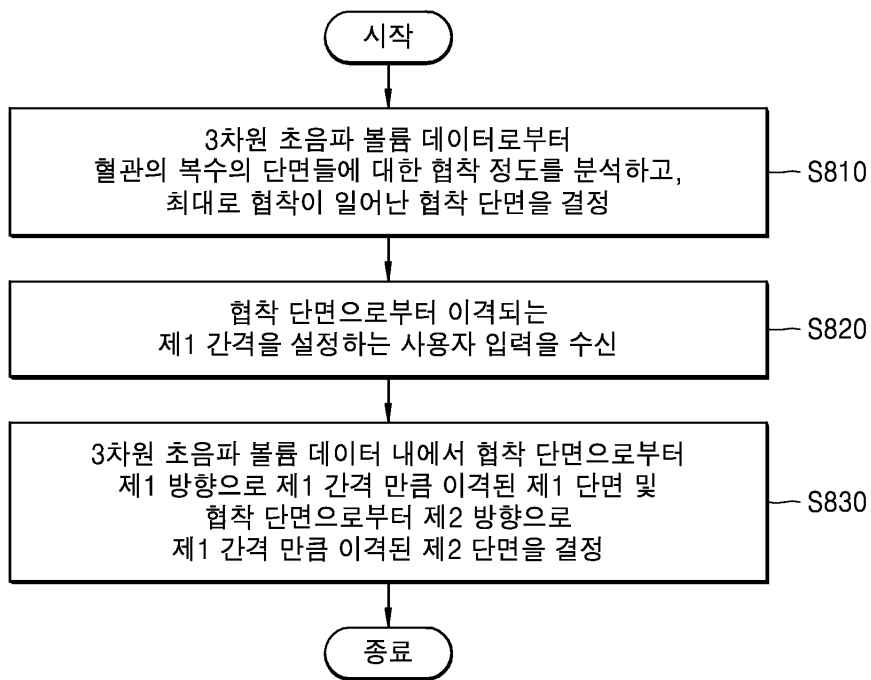 시작
3차원 초음파 볼륨 데이터로부터
혈관의 복수의 단면들에 대한 협착 정도를 분석하고,
최대로 협착이 일어난 협착 단면을 결정
S810
협착 단면으로부터 이격되는
제1 간격을 설정하는 사용자 입력을 수신
S820
3차원 초음파 볼륨 데이터 내에서 협착 단면으로부터
제1 방향으로 제1 간격 만큼 이격된 제1 단면 및
협착 단면으로부터 제2 방향으로
제1 간격 만큼 이격된 제2 단면을 결정
S830
종료